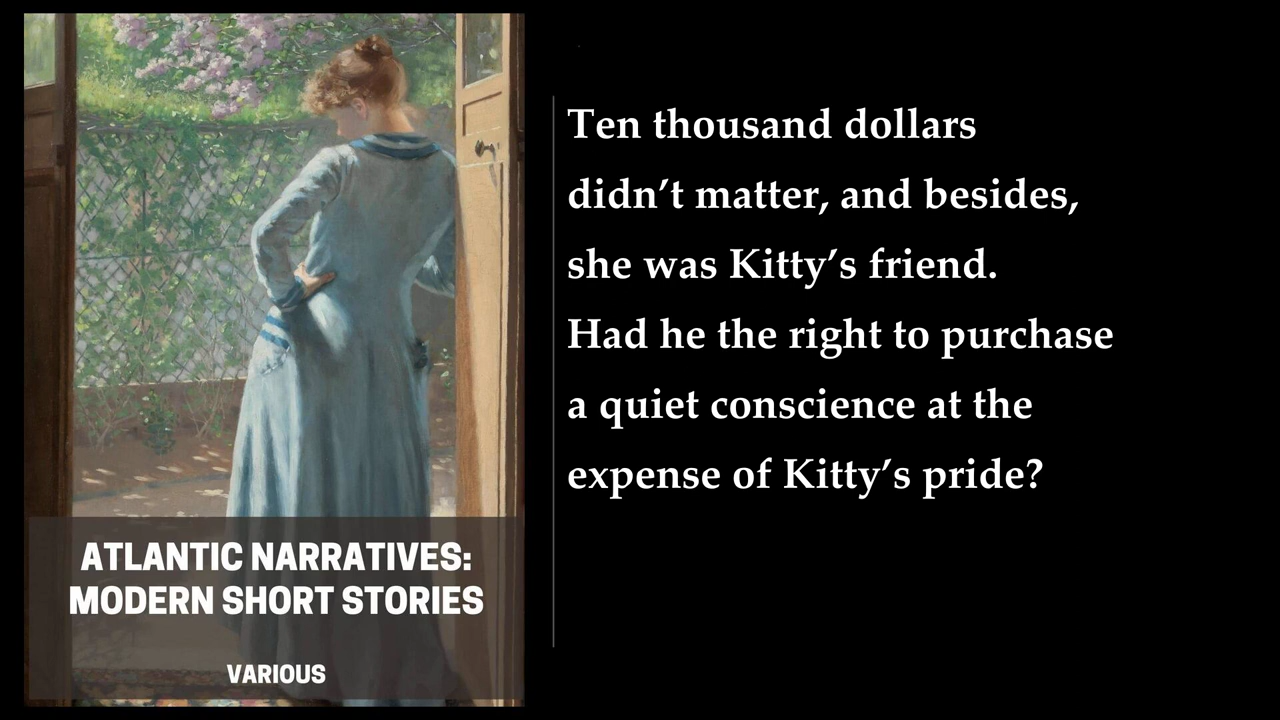 ATLANTIC NARRATIVES:
MODERN SHORT STORIES
VARIOUS
Ten thousand dollars
didn’t matter, and besides,
she was Kitty’s friend.
Had he the right to purchase
a quiet conscience at the
expense of Kitty’s pride?